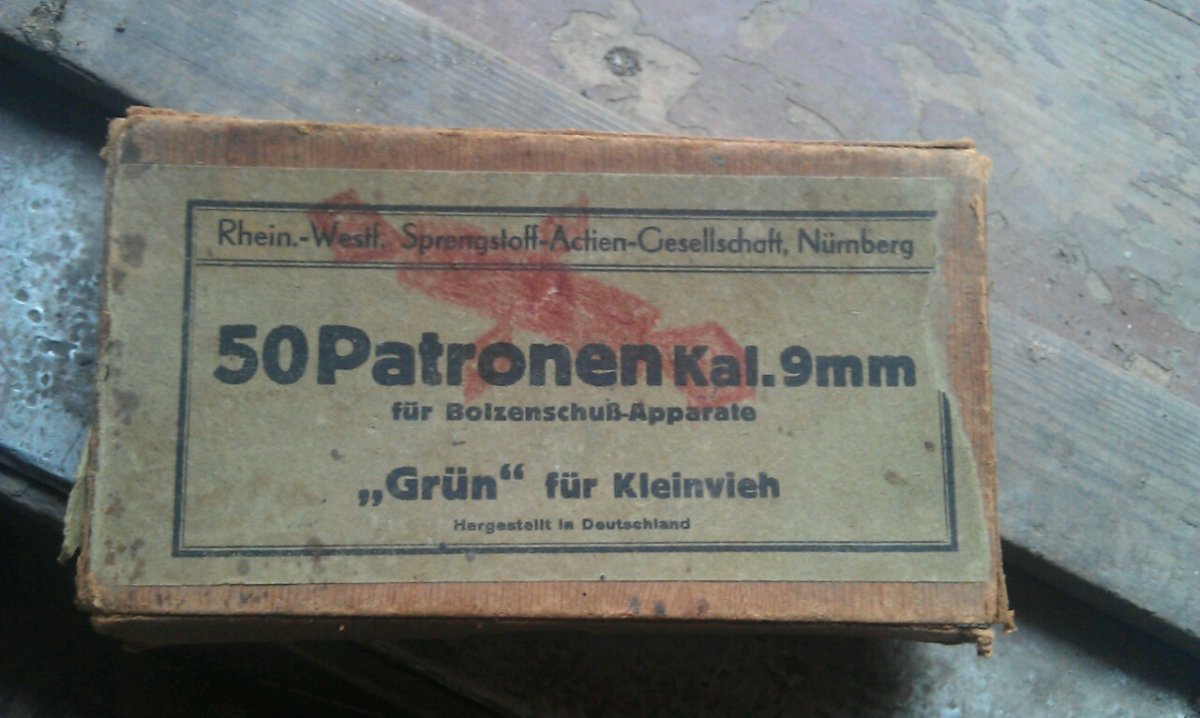 Rhein.-Westf. Sprengstoff-Actien-Gesellschaft, Nürnberg
50 Patronen Kal. 9mm
für Bolzenschuß-Apparate
„Grün“ für Kleinvieh
Hergestellt in Deutschland